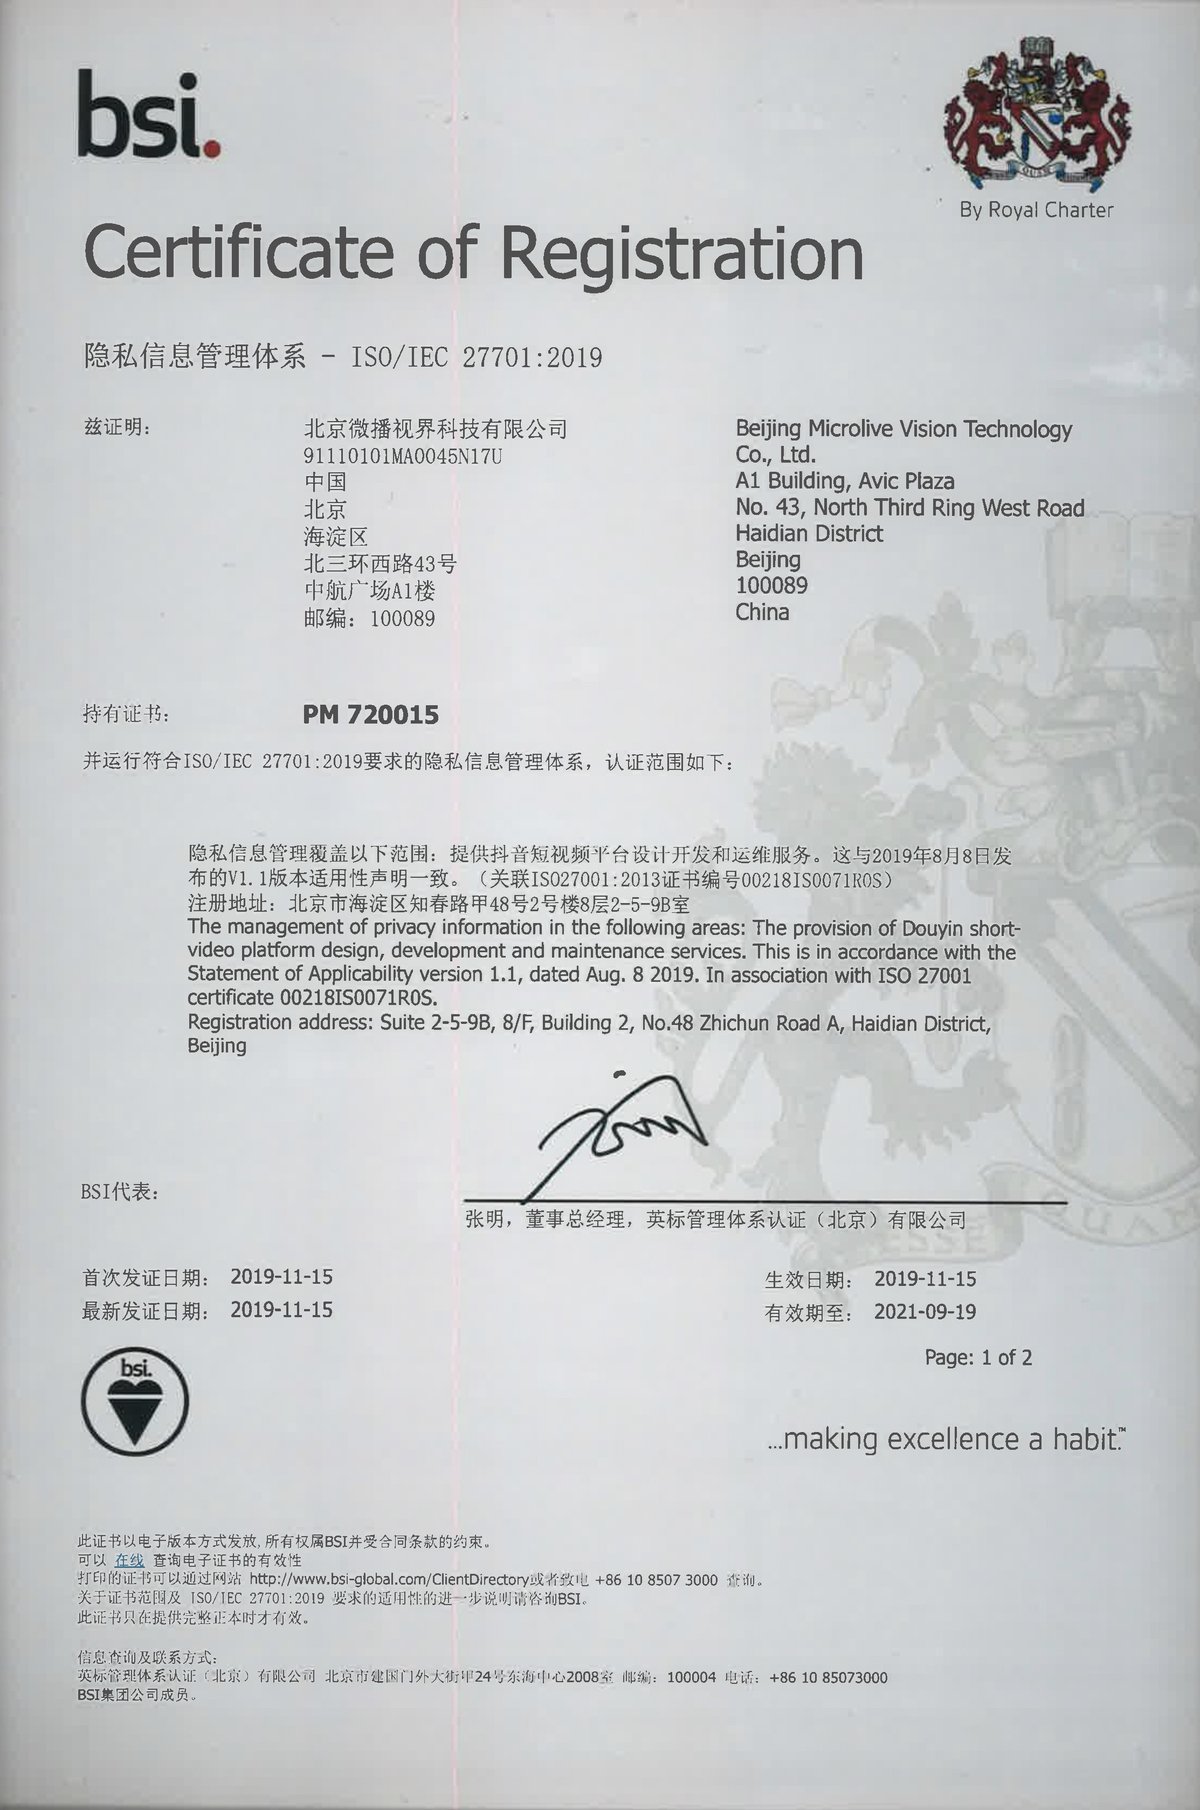 bsi.
By Royal Charter
Certificate of Registration
隐私信息管理体系 - ISO/IEC 27701:2019
兹证明:
北京微播视界科技有限公司
91110101MA0045N17U
中国
北京
海淀区
北三环西路43号
中航广场A1楼
邮编: 100089
Beijing Microlive Vision Technology
Co., Ltd.
A1 Building, Avic Plaza
No. 43, North Third Ring West Road
Haidian District
Beijing
100089
China
持有证书:
PM 720015
并运行符合ISO/IEC 27701:2019要求的隐私信息管理体系，认证范围如下:
隐私信息管理覆盖以下范围: 提供抖音短视频平台设计开发和运维服务。这与2019年8月8日发
布的V1.1版本适用性声明一致。（关联ISO27001:2013证书编号00218IS0071R0S）
注册地址: 北京市海淀区知春路甲48号2号楼8层2-5-9B室
The management of privacy information in the following areas: The provision of Douyin short-
video platform design, development and maintenance services. This is in accordance with the
Statement of Applicability version 1.1, dated Aug. 8 2019. In association with ISO 27001
certificate 00218IS0071R0S.
Registration address: Suite 2-5-9B, 8/F, Building 2, No.48 Zhichun Road A, Haidian District,
Beijing
BSI代表:
张明，董事总经理，英标管理体系认证（北京）有限公司
首次发证日期: 2019-11-15
生效日期: 2019-11-15
最新发证日期: 2019-11-15
有效期至: 2021-09-19
Page: 1 of 2
bsi.
...making excellence a habit.™
此证书以电子版本方式发放,所有权属BSI并受合同条款的约束。
可以 在线 查询电子证书的有效性
打印的证书可以通过网站 http://www.bsi-global.com/ClientDirectory或者致电 +86 10 8507 3000 查询。
关于证书范围及 ISO/IEC 27701:2019 要求的适用性的进一步说明请咨询BSI。
此证书只在提供完整正本时才有效。
信息查询及联系方式:
英标管理体系认证（北京）有限公司 北京市建国门外大街甲24号东海中心2008室 邮编: 100004 电话: +86 10 85073000
BSI集团公司成员。